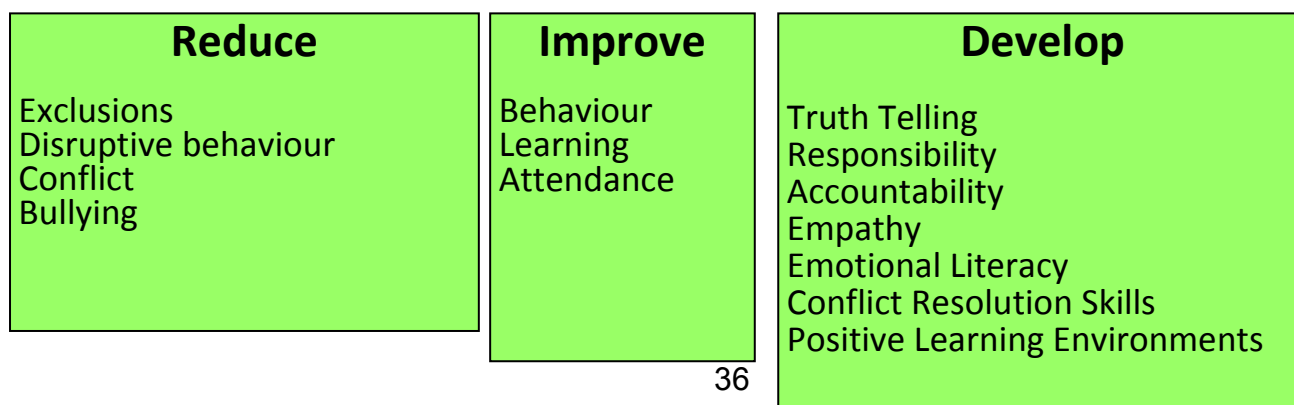 Reduce
Exclusions
Disruptive behaviour
Conflict
Bullying
Improve
Behaviour
Learning
Attendance
Develop
Truth Telling
Responsibility
Accountability
Empathy
Emotional Literacy
Conflict Resolution Skills
Positive Learning Environments
36